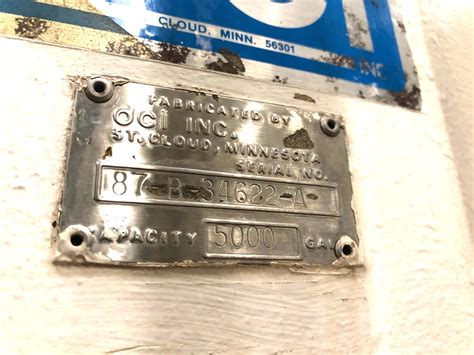 CLOUD, MINN. 56301
INC.
FABRICATED BY
dci INC.
ST. CLOUD, MINNESOTA
SERIAL NO.
87-B-34622-A
CAPACITY 5000 GAL